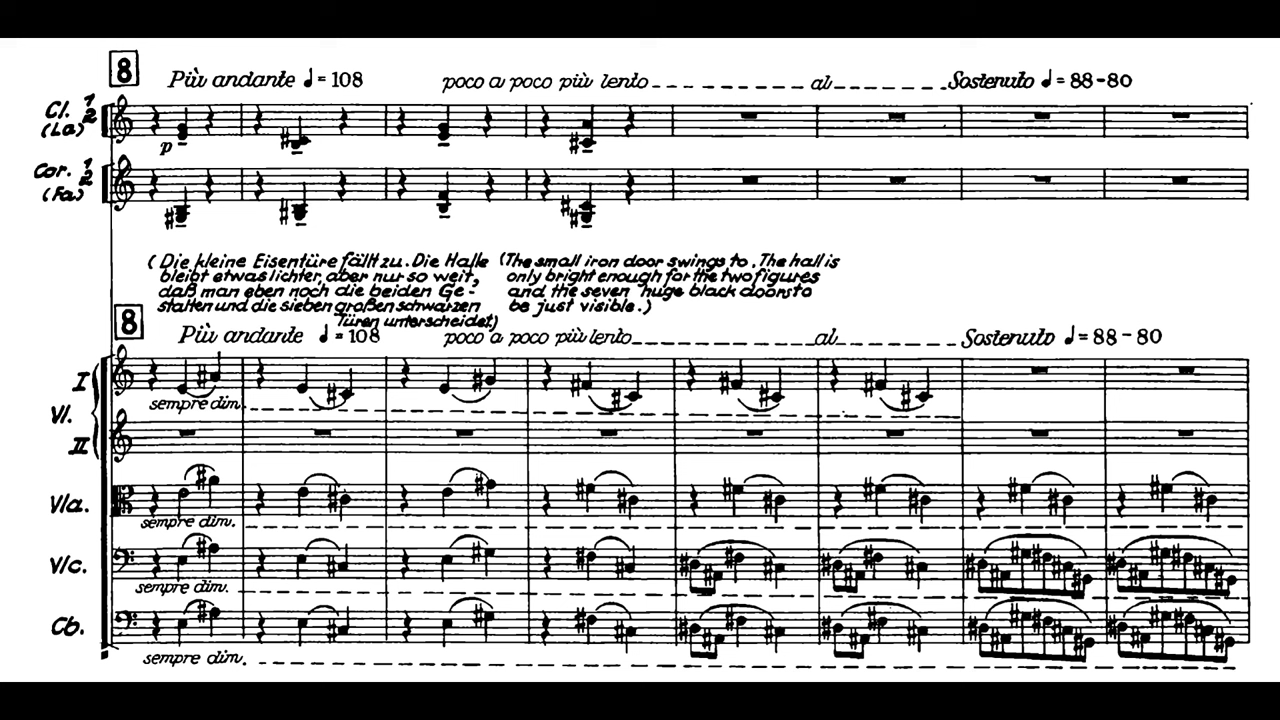 8
Più andante ♩=108 poco a poco più lento al Sostenuto ♩=88-80
Cl. 1 2 (La)
p
Cor. 1 2 (Fa)
(Die kleine Eisentüre fällt zu. Die Halle
bleibt etwas lichter, aber nur so weit,
daß man eben noch die beiden Ge-
stalten und die sieben großen schwarzen
Türen unterscheidet.)
(The small iron door swings to. The hall is
only bright enough for the two figures
and the seven huge black doors to
be just visible.)
8
Più andante ♩=108 poco a poco più lento al Sostenuto ♩=88-80
I
sempre dim.
Vl.
II
Vla.
sempre dim.
Vlc.
sempre dim.
Cb.
sempre dim.